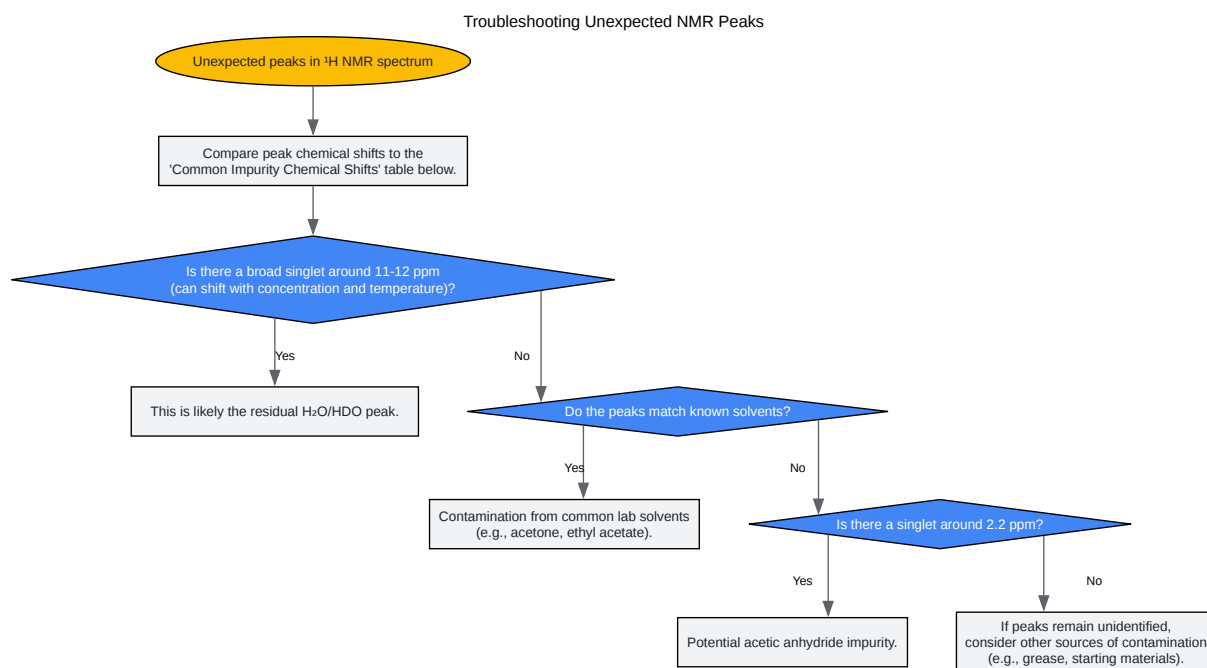 Troubleshooting Unexpected NMR Peaks
Unexpected peaks in ¹H NMR spectrum
Compare peak chemical shifts to the
'Common Impurity Chemical Shifts' table below.
Is there a broad singlet around 11-12 ppm
(can shift with concentration and temperature)?
Yes
No
This is likely the residual H₂O/HDO peak.
Do the peaks match known solvents?
Yes
No
Contamination from common lab solvents
(e.g., acetone, ethyl acetate).
Is there a singlet around 2.2 ppm?
Yes
No
Potential acetic anhydride impurity.
If peaks remain unidentified,
consider other sources of contamination
(e.g., grease, starting materials).